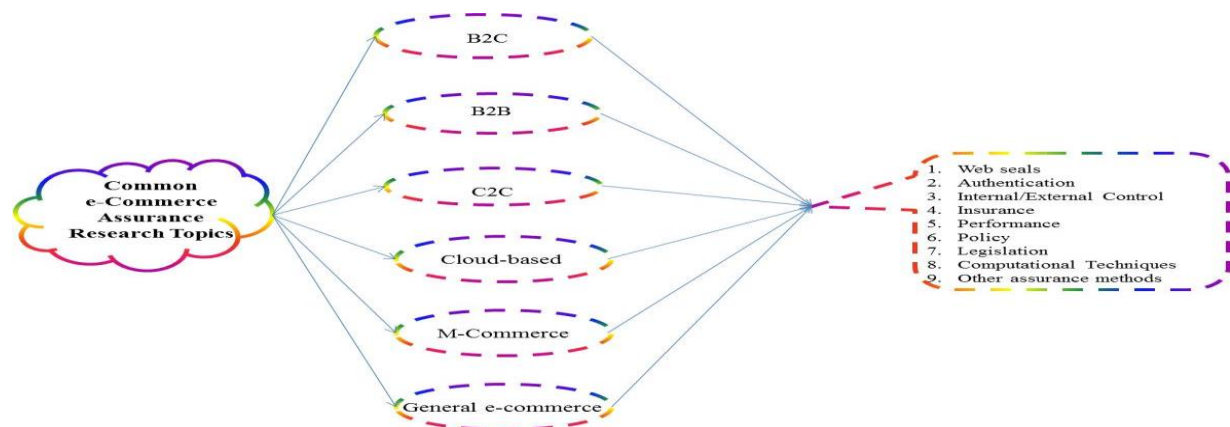 Common
e-Commerce
Assurance
Research Topics
B2C
B2B
C2C
Cloud-based
M-Commerce
General e-commerce
1. Web seals
2. Authentication
3. Internal/External Control
4. Insurance
5. Performance
6. Policy
7. Legislation
8. Computational Techniques
9. Other assurance methods